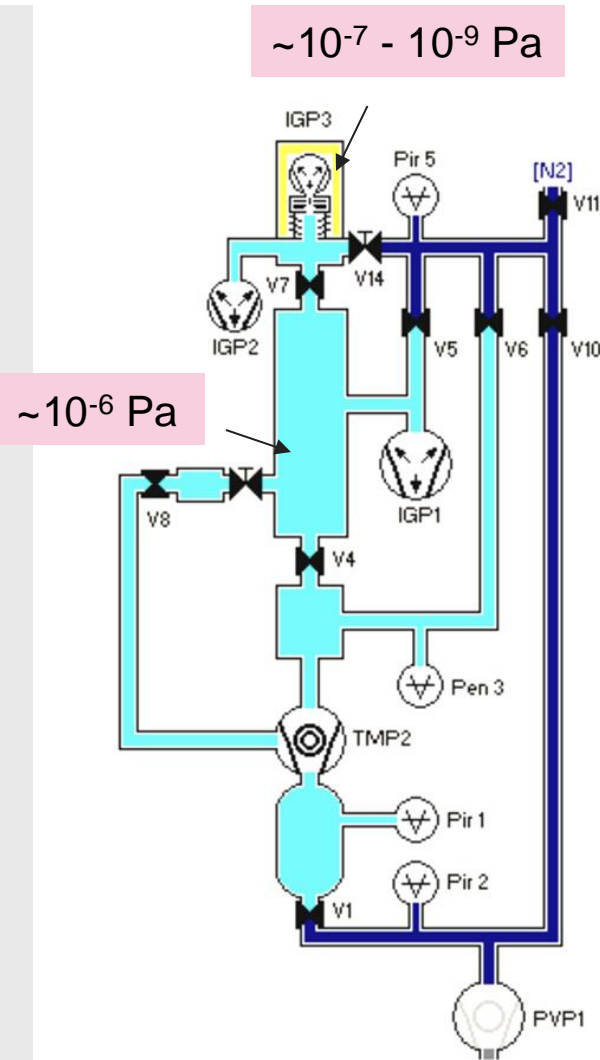 ~10⁻⁷ - 10⁻⁹ Pa
IGP3
Pir 5
[N2]
V11
V7
V14
IGP2
V5
V6
V10
~10⁻⁶ Pa
IGP1
V8
V4
Pen 3
TMP2
Pir 1
Pir 2
V1
PVP1